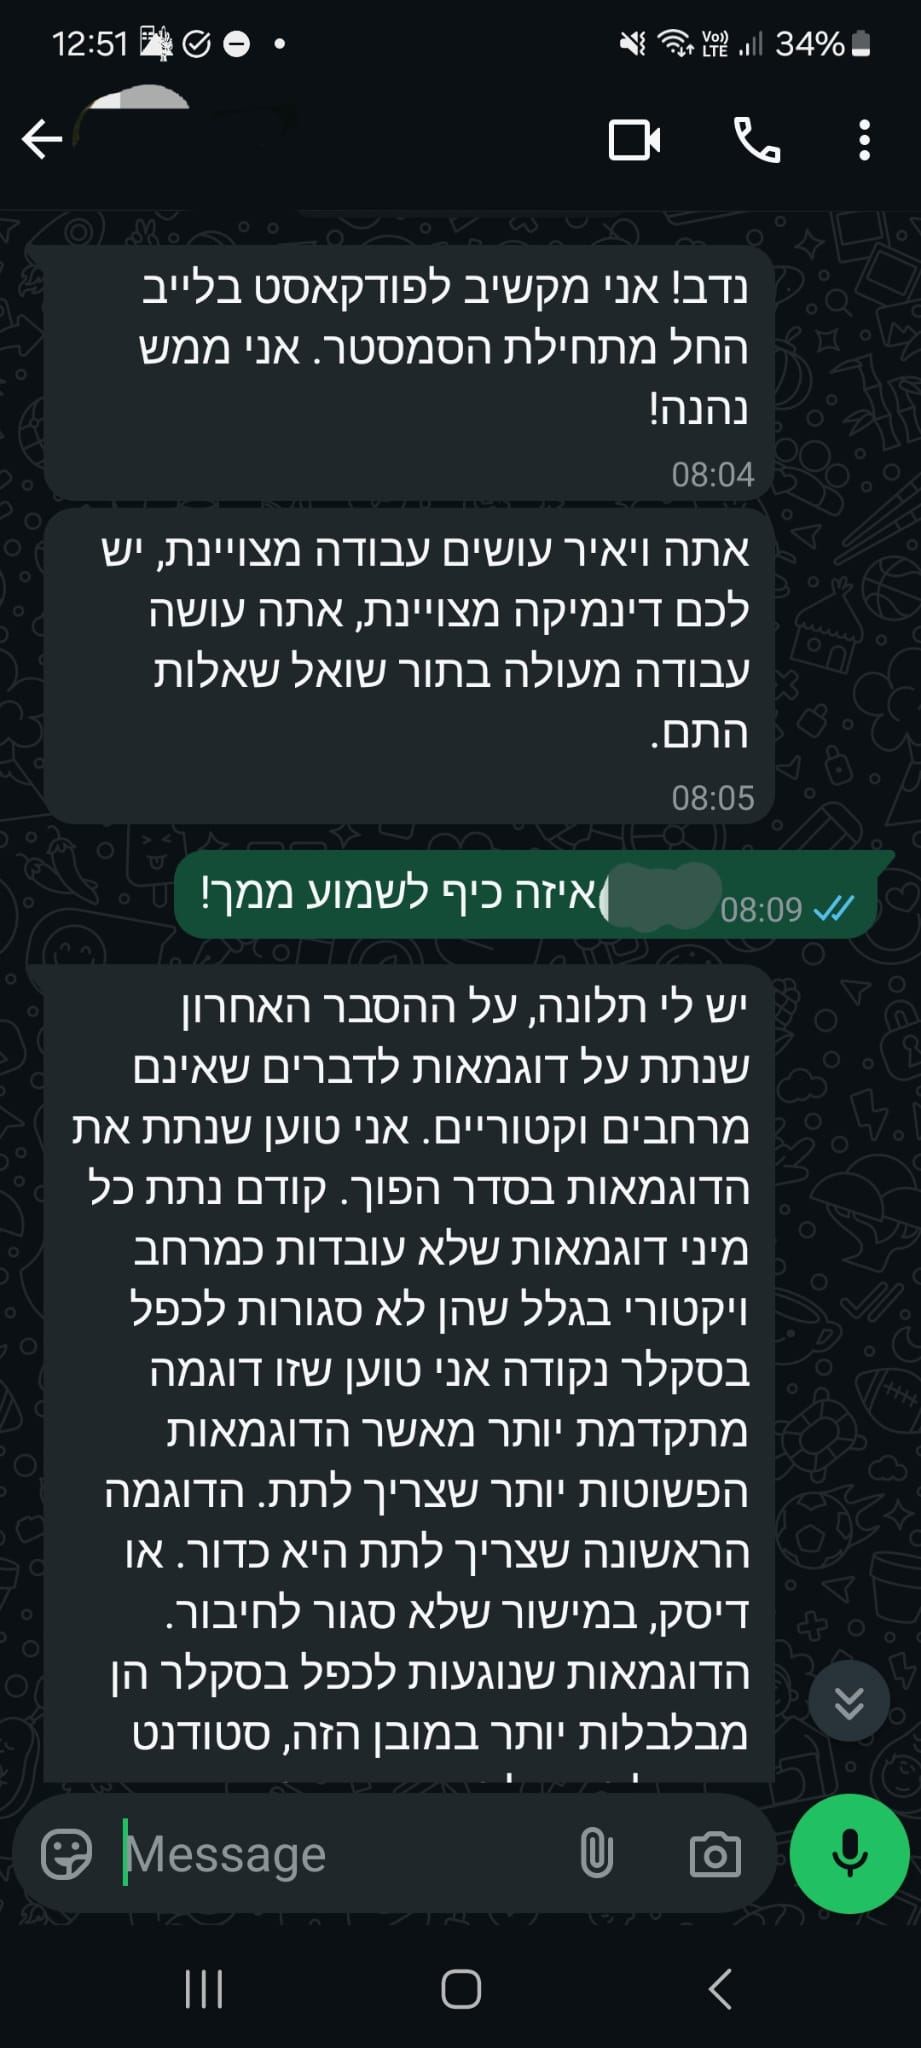 12:51
Vo))
LTE
34%
נדב! אני מקשיב לפודקאסט בלייב
החל מתחילת הסמסטר. אני ממש
נהנה!
08:04
אתה ויאיר עושים עבודה מצויינת, יש
לכם דינמיקה מצויינת, אתה עושה
עבודה מעולה בתור שואל שאלות
התם.
08:05
איזה כיף לשמוע ממך!
08:09
יש לי תלונה, על ההסבר האחרון
שנתת על דוגמאות לדברים שאינם
מרחבים וקטוריים. אני טוען שנתת את
הדוגמאות בסדר הפוך. קודם נתת כל
מיני דוגמאות שלא עובדות כמרחב
ויקטורי בגלל שהן לא סגורות לכפל
בסקלר נקודה אני טוען שזו דוגמה
מתקדמת יותר מאשר הדוגמאות
הפשוטות יותר שצריך לתת. הדוגמה
הראשונה שצריך לתת היא כדור. או
דיסק, במישור שלא סגור לחיבור.
הדוגמאות שנוגעות לכפל בסקלר הן
מבלבלות יותר במובן הזה, סטודנט
Message